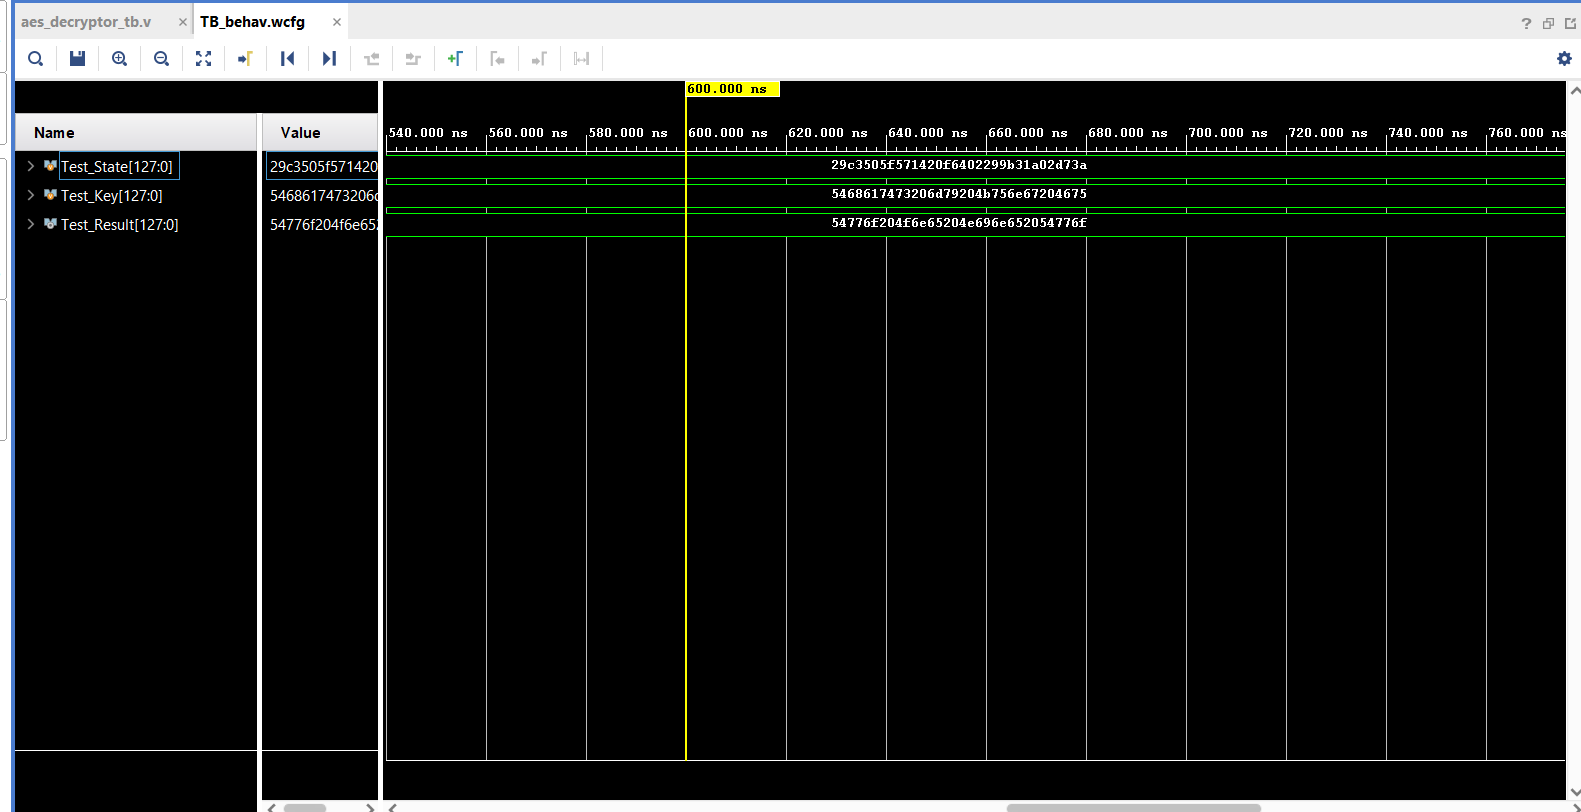 aes_decryptor_tb.v × TB_behav.wcfg × ?
600.000 ns
Name Value
540.000 ns 560.000 ns 580.000 ns 600.000 ns 620.000 ns 640.000 ns 660.000 ns 680.000 ns 700.000 ns 720.000 ns 740.000 ns 760.000 ns
Test_State[127:0] 29c3505f571420 29c3505f571420f6402299b31a02d73a
Test_Key[127:0] 5468617473206d 5468617473206d79204b756e67204675
Test_Result[127:0] 54776f204f6e65 54776f204f6e65204e696e652054776f